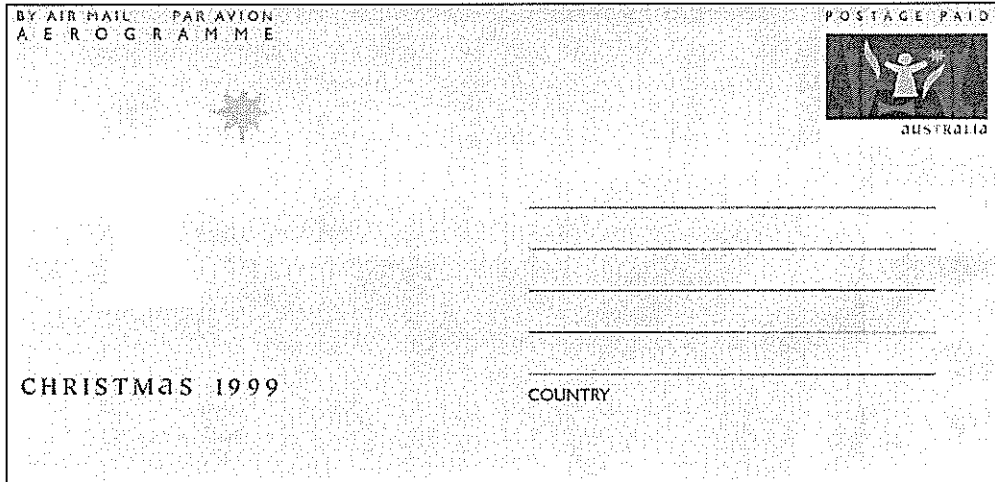 BY AIR MAIL PAR AVION
AEROGRAMME
POSTAGE PAID
australia
CHRISTMaS 1999
COUNTRY